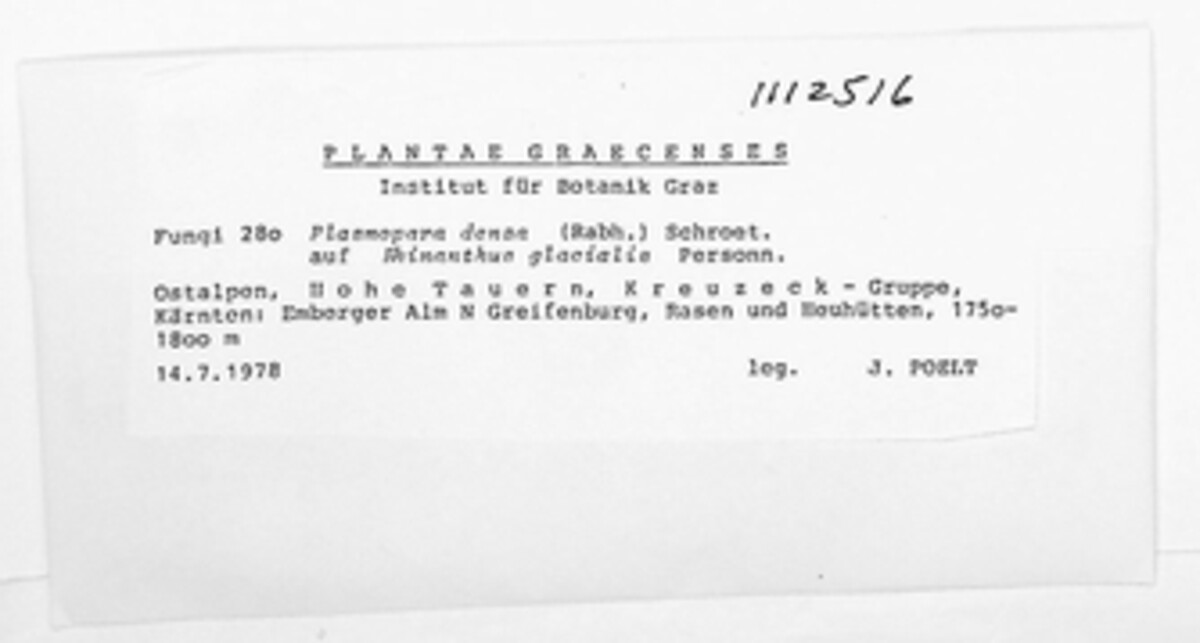 1112516
PLANTAE GRAECENSES
Institut für Botanik Graz
Fungi 28o Plasmopara densa (Rabh.) Schroet.
auf Rhinanthus glacialis Personn.
Ostalpen, Hohe Tauern, Kreuzeck - Gruppe,
Kärnten: Emberger Alm N Greifenburg, Rasen und Heuhütten, 175o-
18oo m
14.7.1978 leg. J. POELT